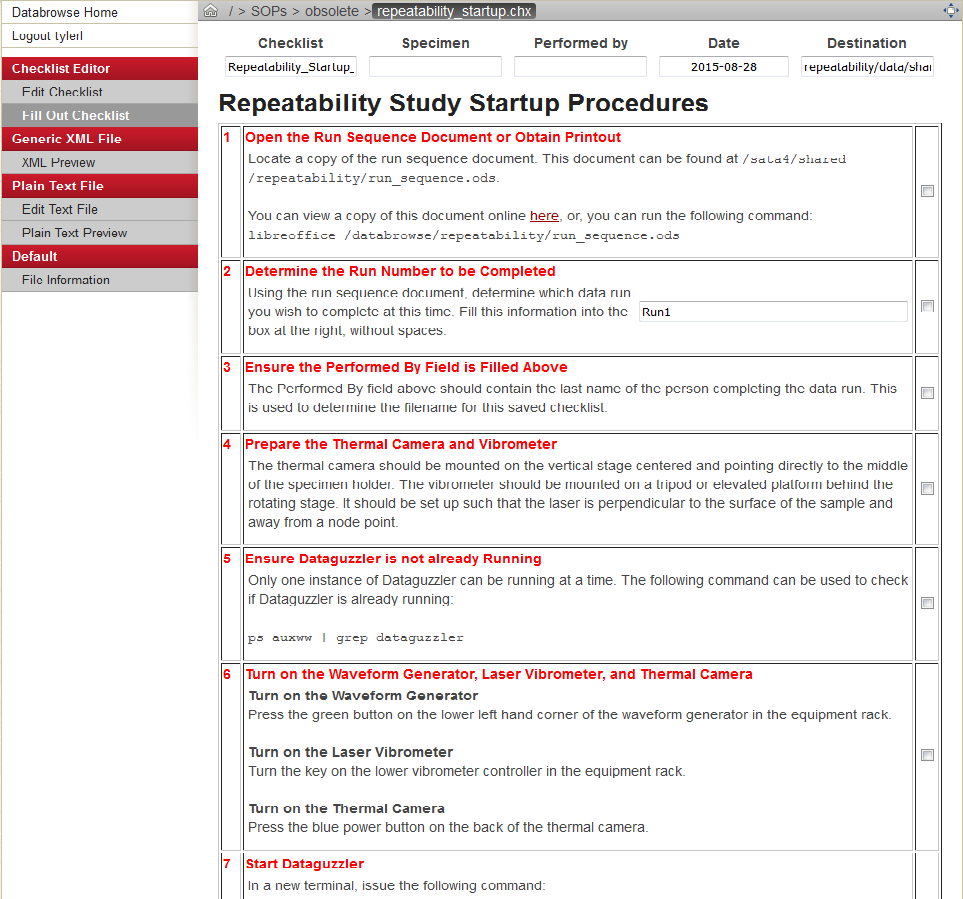 Databrowse Home
Logout tylerl
Checklist Editor
Edit Checklist
Fill Out Checklist
Generic XML File
XML Preview
Plain Text File
Edit Text File
Plain Text Preview
Default
File Information
/ > SOPs > obsolete > repeatability_startup.chx
Checklist Specimen Performed by Date Destination
Repeatability_Startup_ 2015-08-28 repeatability/data/shar
Repeatability Study Startup Procedures
1 Open the Run Sequence Document or Obtain Printout
Locate a copy of the run sequence document. This document can be found at /sata4/shared
/repeatability/run_sequence.ods.
You can view a copy of this document online here, or, you can run the following command:
libreoffice /databrowse/repeatability/run_sequence.ods
2 Determine the Run Number to be Completed
Using the run sequence document, determine which data run
you wish to complete at this time. Fill this information into the
box at the right, without spaces.
Run1
3 Ensure the Performed By Field is Filled Above
The Performed By field above should contain the last name of the person completing the data run. This
is used to determine the filename for this saved checklist.
4 Prepare the Thermal Camera and Vibrometer
The thermal camera should be mounted on the vertical stage centered and pointing directly to the middle
of the specimen holder. The vibrometer should be mounted on a tripod or elevated platform behind the
rotating stage. It should be set up such that the laser is perpendicular to the surface of the sample and
away from a node point.
5 Ensure Dataguzzler is not already Running
Only one instance of Dataguzzler can be running at a time. The following command can be used to check
if Dataguzzler is already running:
ps auxww | grep dataguzzler
6 Turn on the Waveform Generator, Laser Vibrometer, and Thermal Camera
Turn on the Waveform Generator
Press the green button on the lower left hand corner of the waveform generator in the equipment rack.
Turn on the Laser Vibrometer
Turn the key on the lower vibrometer controller in the equipment rack.
Turn on the Thermal Camera
Press the blue power button on the back of the thermal camera.
7 Start Dataguzzler
In a new terminal, issue the following command: